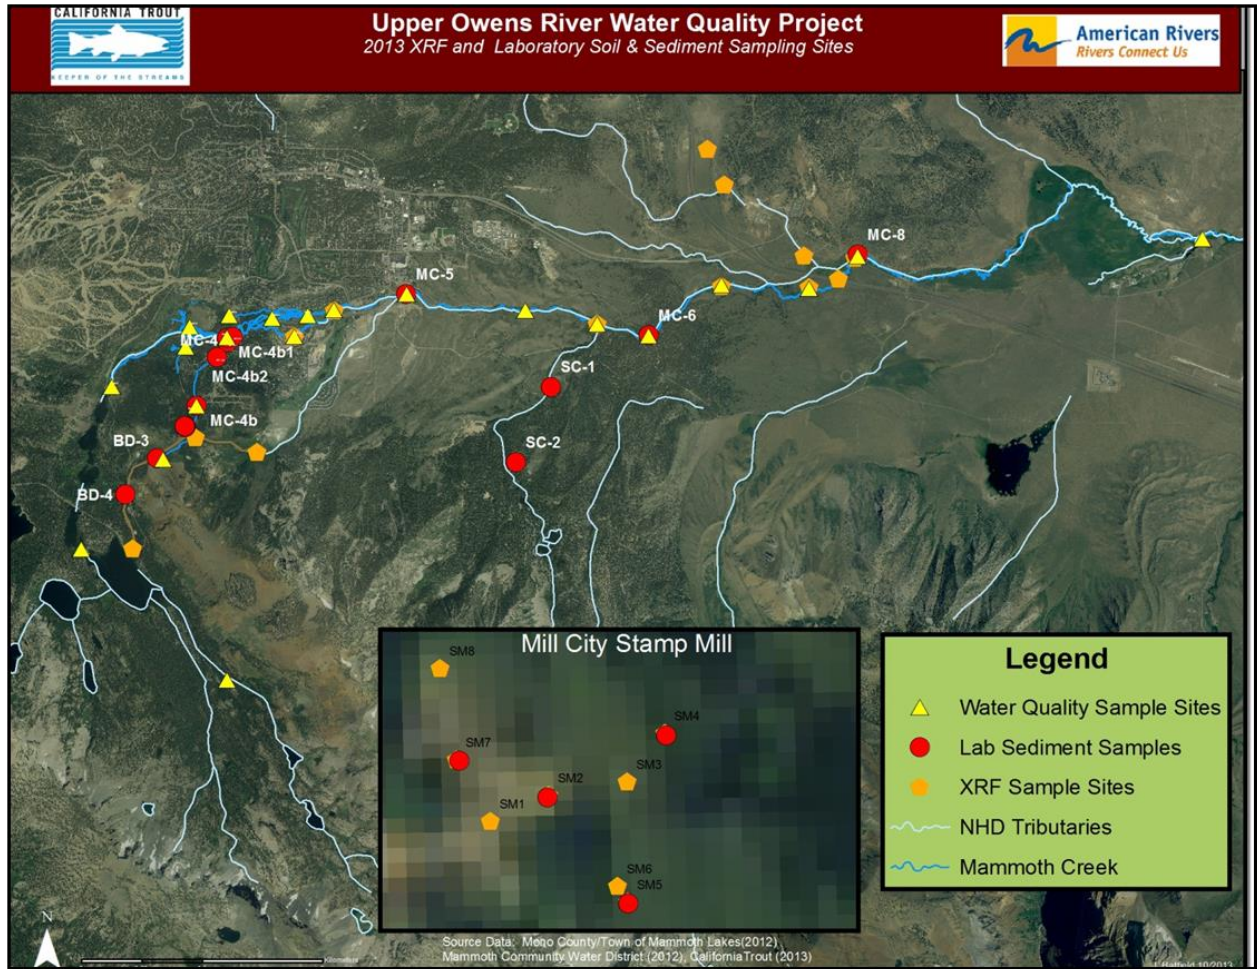 CALIFORNIA TROUT
KEEPER OF THE STREAMS
Upper Owens River Water Quality Project
2013 XRF and Laboratory Soil & Sediment Sampling Sites
American Rivers
Rivers Connect Us
MC-8
MC-5
MC-6
MC-4
MC-4b1
MC-4b2
SC-1
MC-4b
BD-3
SC-2
BD-4
Mill City Stamp Mill
SM8
SM4
SM7
SM3
SM2
SM1
SM6
SM5
Legend
Water Quality Sample Sites
Lab Sediment Samples
XRF Sample Sites
NHD Tributaries
Mammoth Creek
N
Kilometers
Source Data: Mono County/Town of Mammoth Lakes(2012),
Mammoth Community Water District (2012), CaliforniaTrout (2013)
10/2013